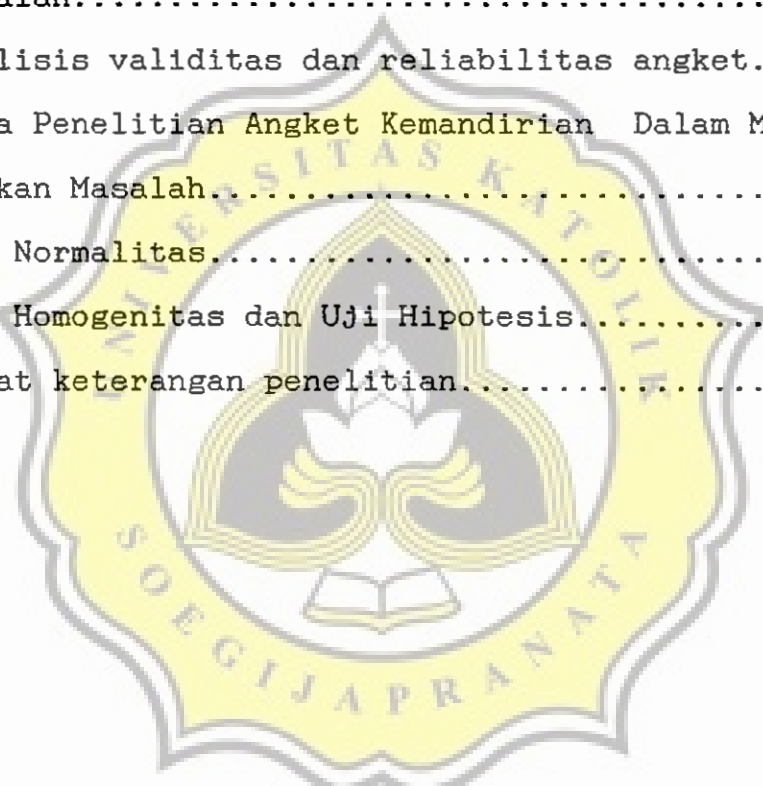 lisis validitas dan reliabilitas angket.
a Penelitian Angket Kemandirian Dalam M
kan Masalah..............................
Normalitas..............................
Homogenitas dan Uji Hipotesis...........
at keterangan penelitian................
UNIVERSITAS KATOLIK
SOEGIJAPRANATA